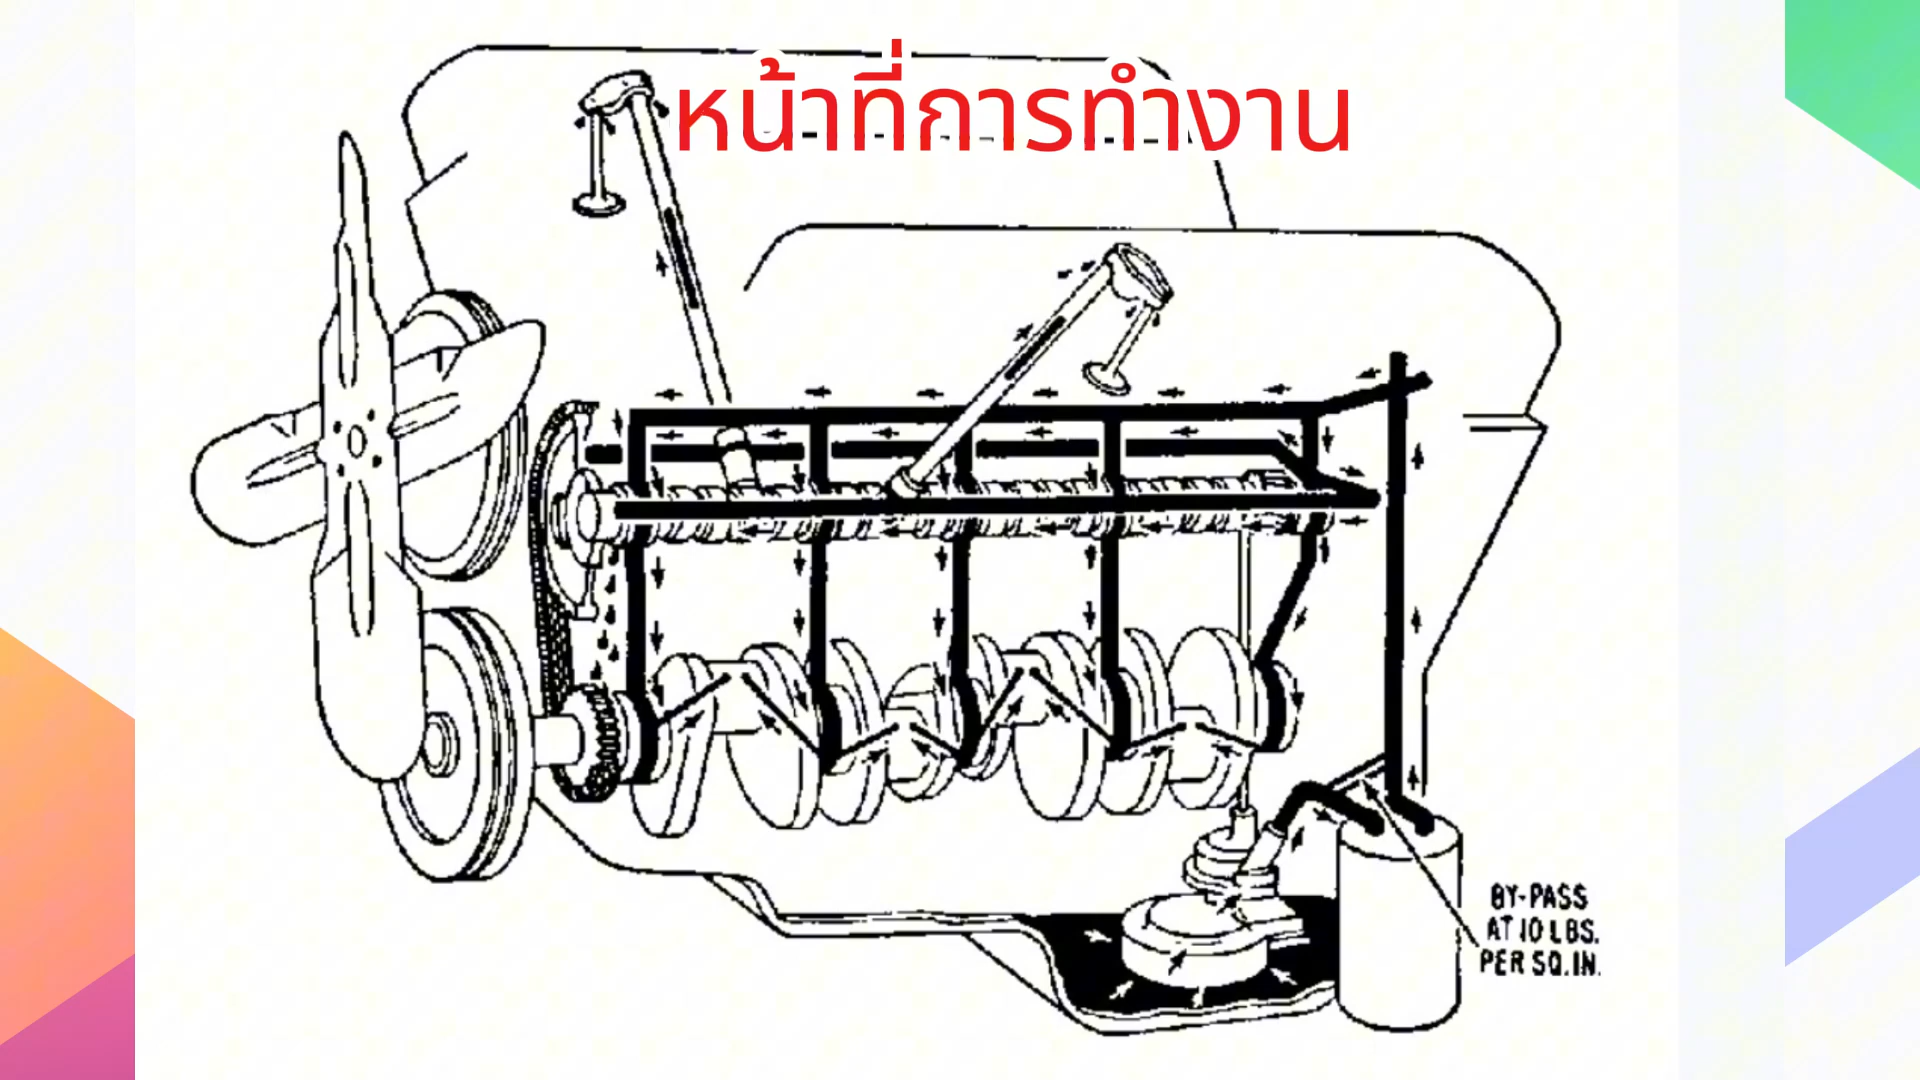 หน้าที่การทำงาน
BY-PASS
AT 10 LBS.
PER SQ.IN.